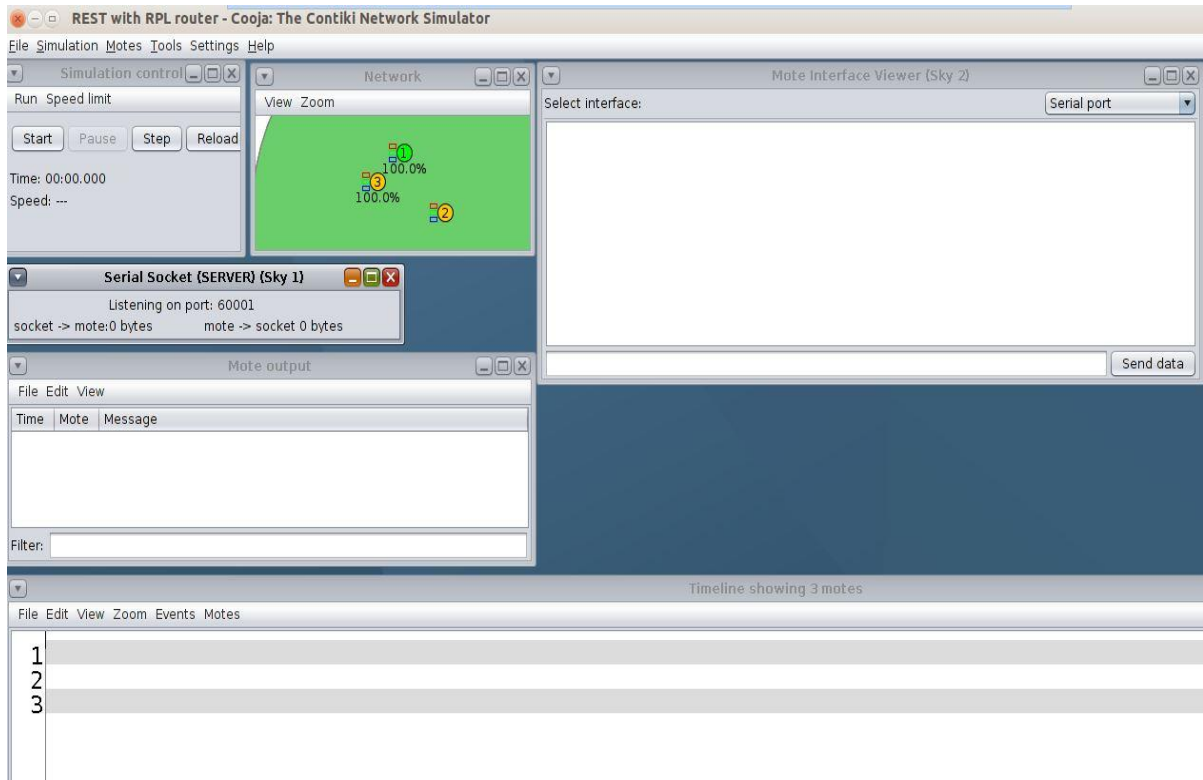 REST with RPL router - Cooja: The Contiki Network Simulator
File Simulation Motes Tools Settings Help
Simulation control
Run Speed limit
Start Pause Step Reload
Time: 00:00.000
Speed: ---
Network
View Zoom
1
100.0%
3
100.0%
2
Mote Interface Viewer (Sky 2)
Select interface: Serial port
Send data
Serial Socket (SERVER) (Sky 1)
Listening on port: 60001
socket -> mote:0 bytes mote -> socket 0 bytes
Mote output
File Edit View
Time Mote Message
Filter:
Timeline showing 3 motes
File Edit View Zoom Events Motes
1
2
3